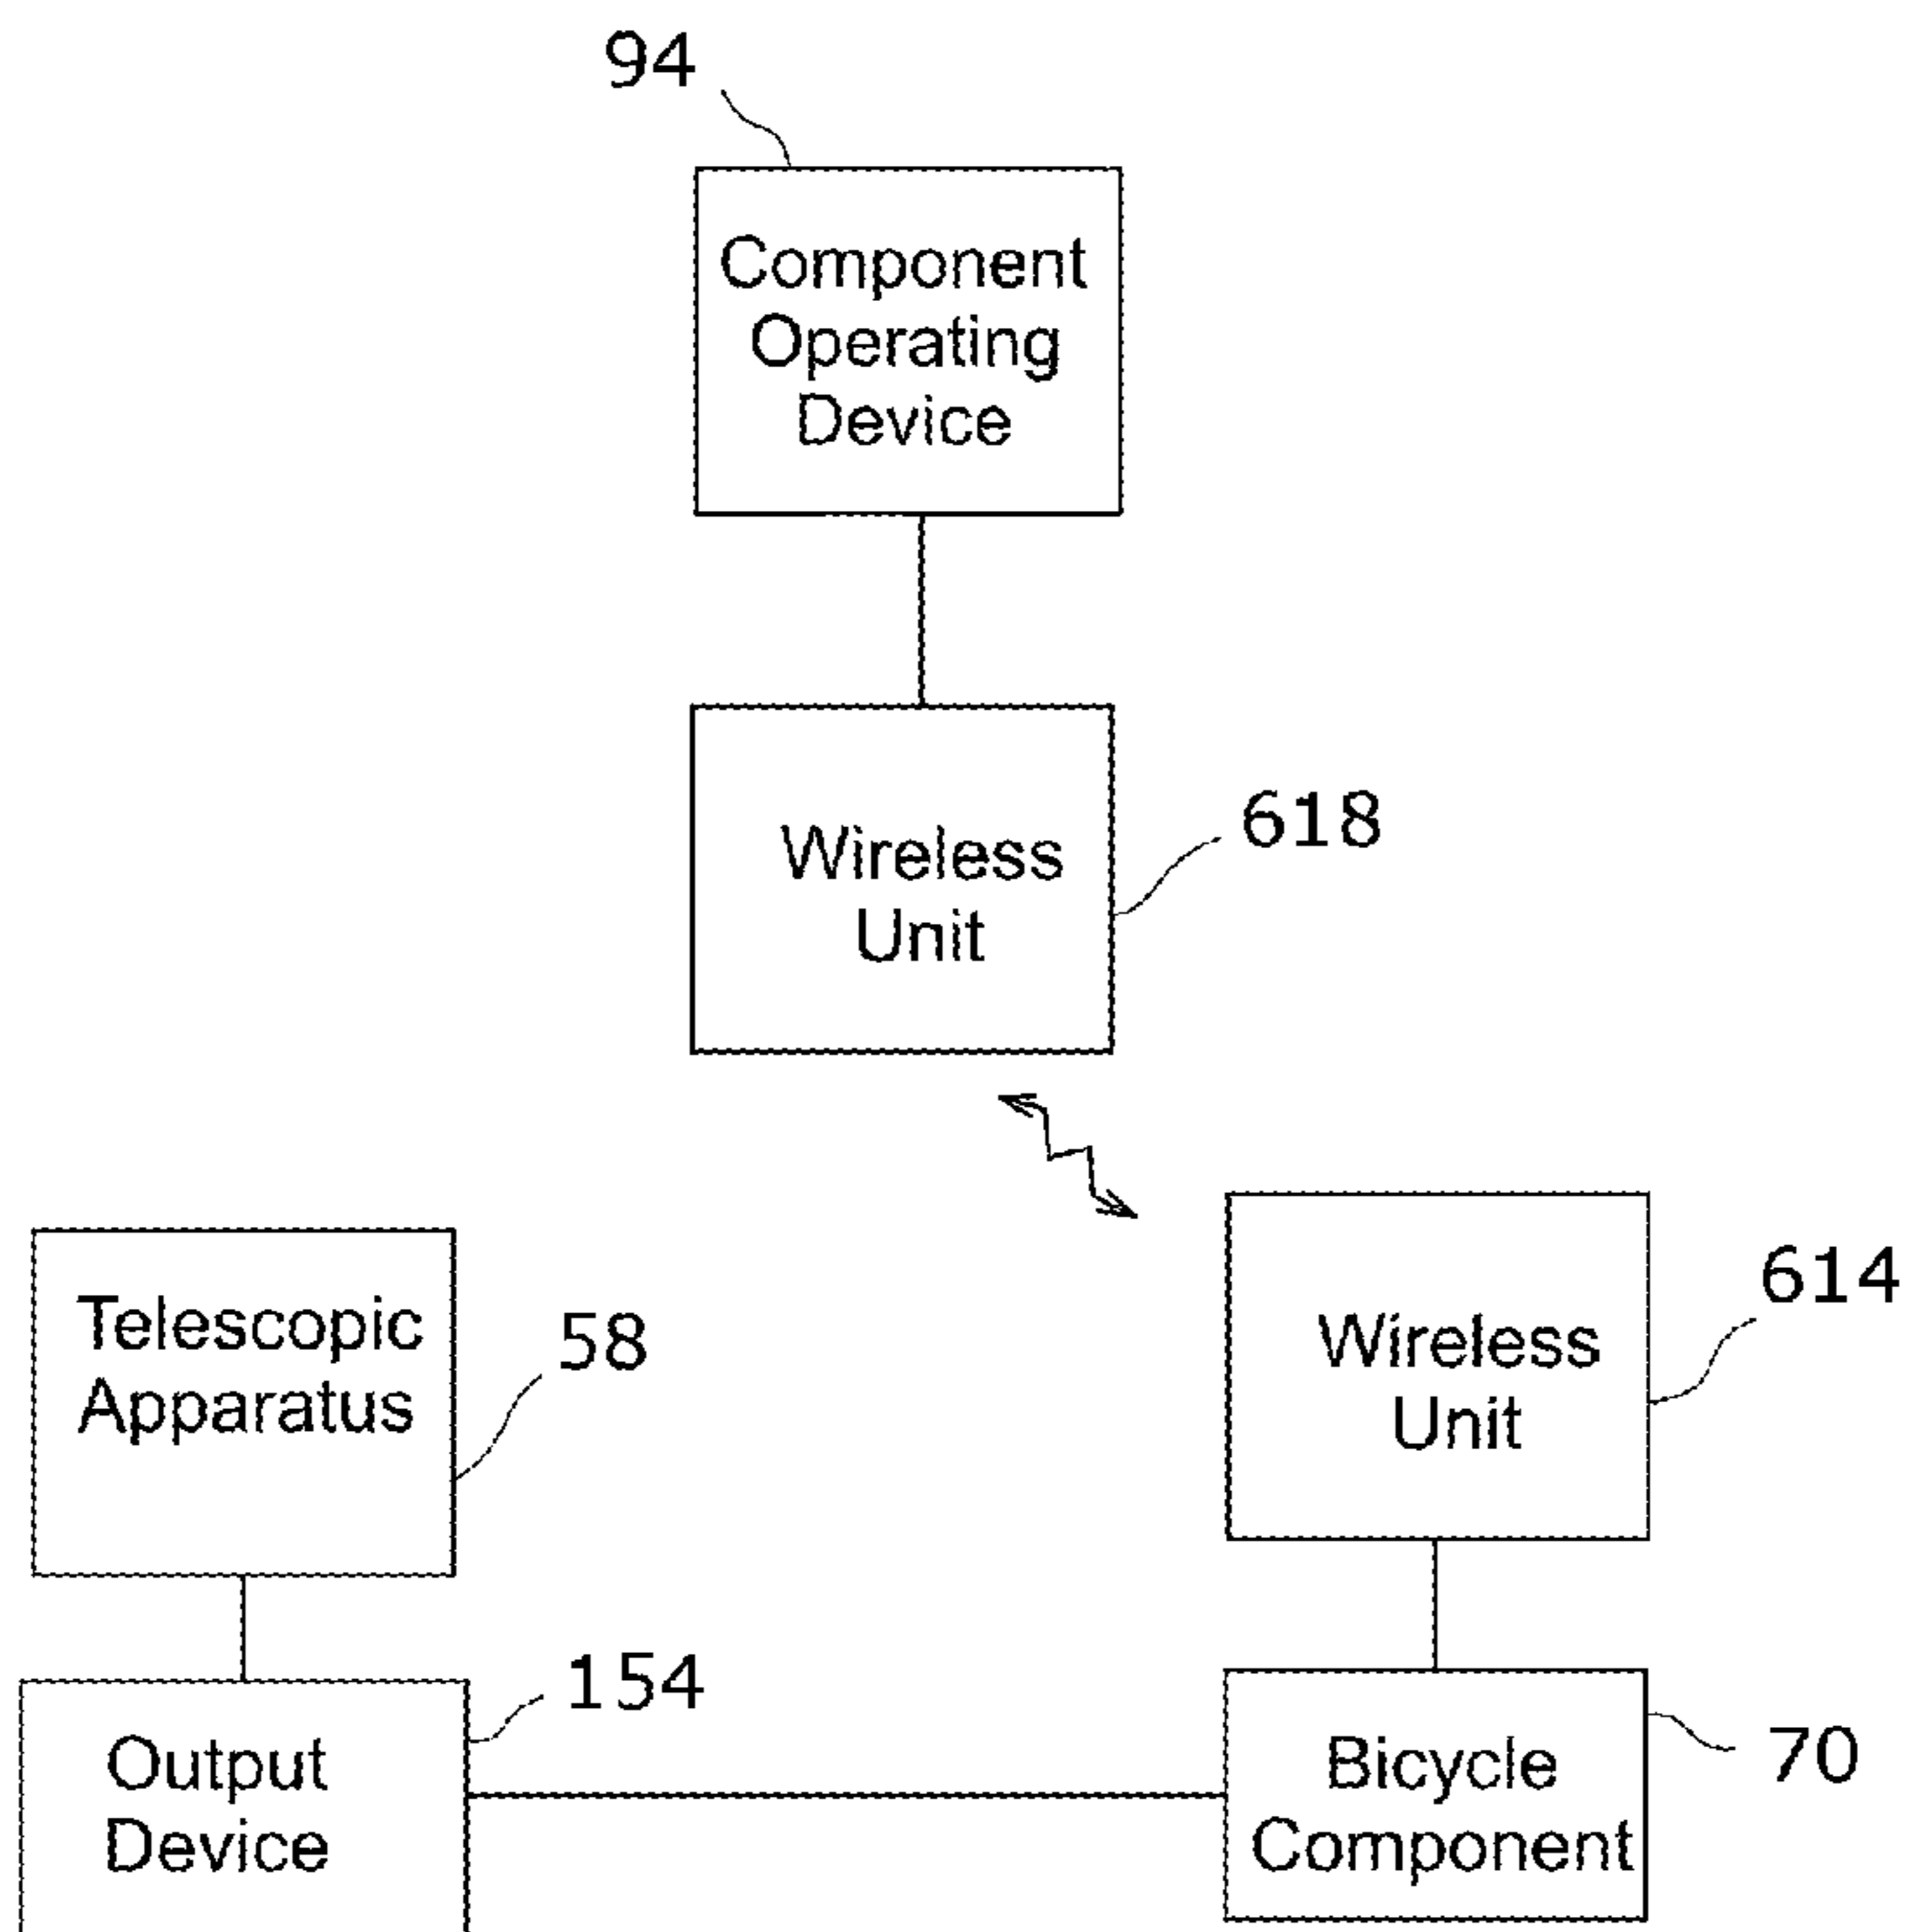 94
Component
Operating
Device
Wireless
Unit
618
Telescopic
Apparatus
58
Wireless
Unit
614
Output
Device
154
Bicycle
Component
70